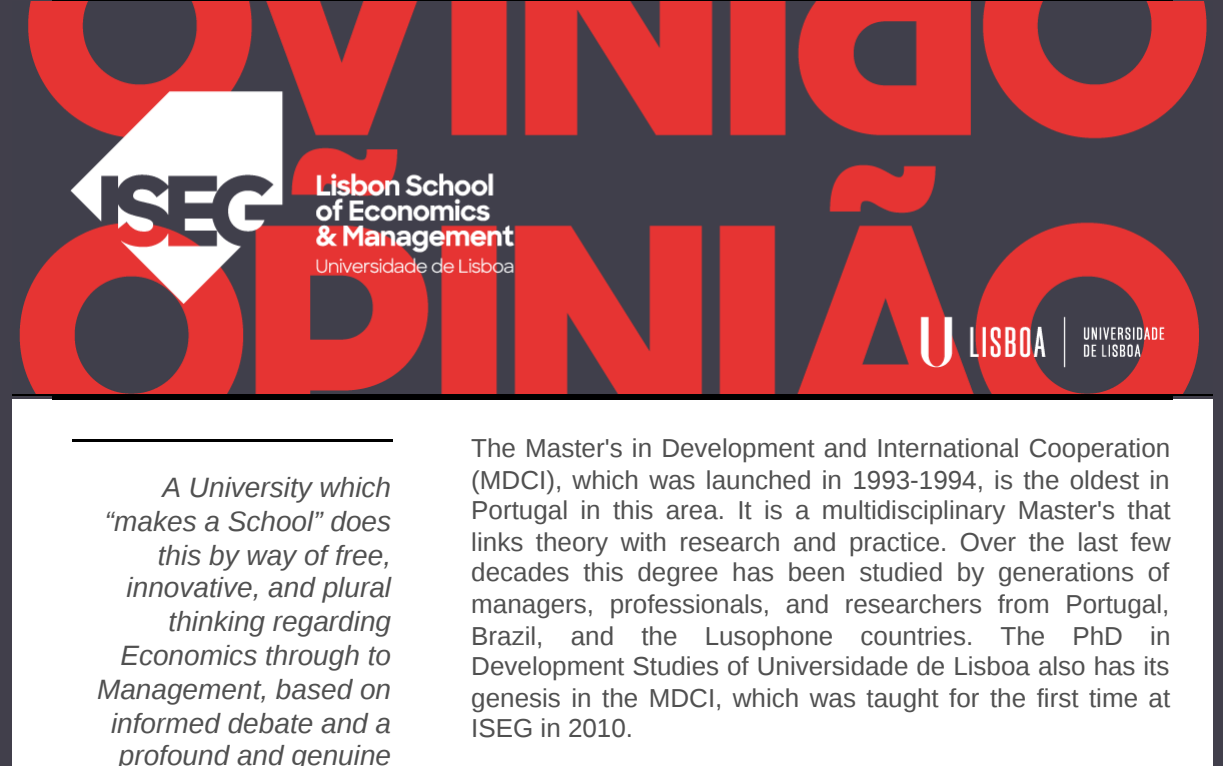 OPINIÃO
ISEG
Lisbon School
of Economics
& Management
Universidade de Lisboa
OPINIÃO
U LISBOA
UNIVERSIDADE
DE LISBOA
A University which
“makes a School” does
this by way of free,
innovative, and plural
thinking regarding
Economics through to
Management, based on
informed debate and a
profound and genuine
The Master's in Development and International Cooperation
(MDCI), which was launched in 1993-1994, is the oldest in
Portugal in this area. It is a multidisciplinary Master's that
links theory with research and practice. Over the last few
decades this degree has been studied by generations of
managers, professionals, and researchers from Portugal,
Brazil, and the Lusophone countries. The PhD in
Development Studies of Universidade de Lisboa also has its
genesis in the MDCI, which was taught for the first time at
ISEG in 2010.